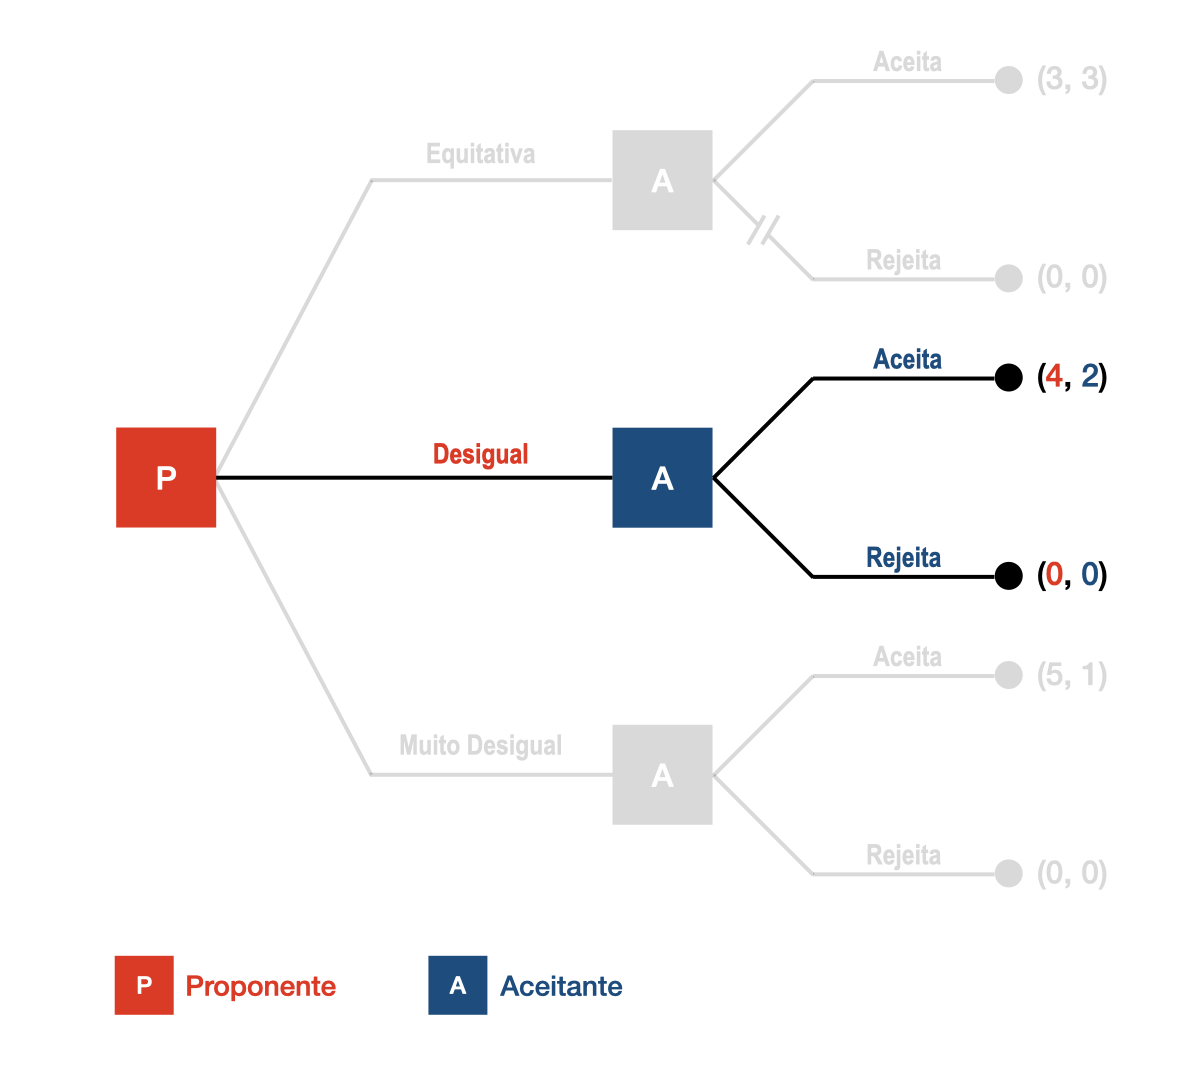 Aceita
(3, 3)
Equitativa
A
Rejeita
(0, 0)
Aceita
(4, 2)
Desigual
P
A
Rejeita
(0, 0)
Aceita
(5, 1)
Muito Desigual
A
Rejeita
(0, 0)
P Proponente
A Aceitante